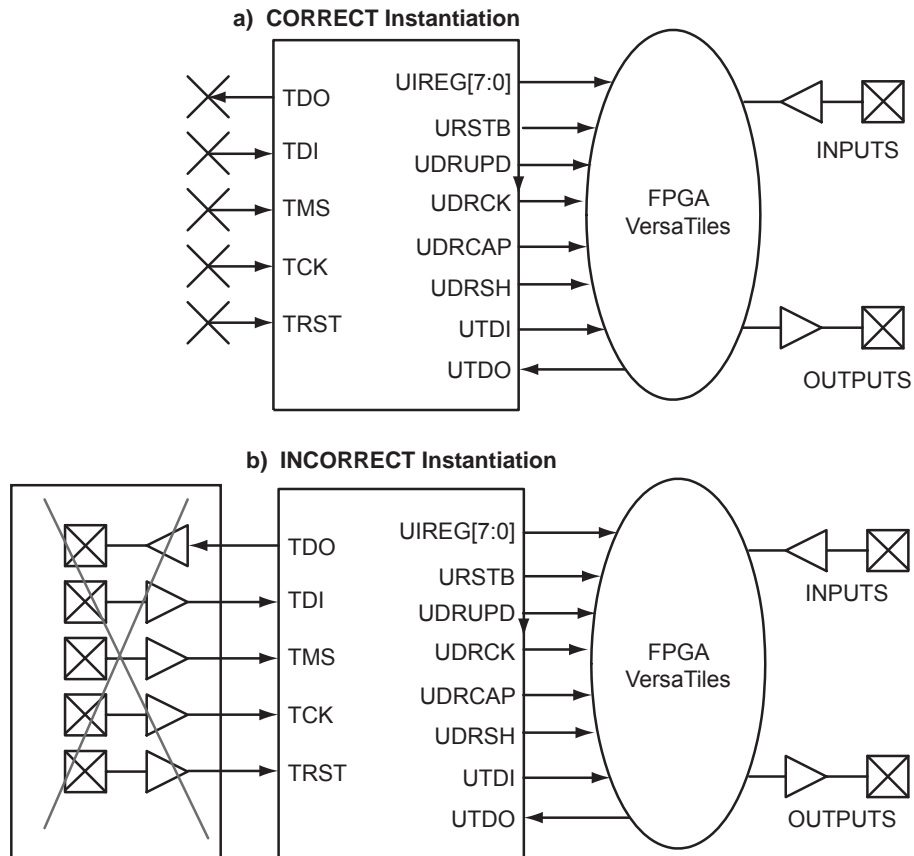 a) CORRECT Instantiation
TDO
TDI
TMS
TCK
TRST
UIREG[7:0]
URSTB
UDRUPD
UDRCK
UDRCAP
UDRSH
UTDI
UTDO
FPGA
VersaTiles
INPUTS
OUTPUTS
b) INCORRECT Instantiation
TDO
TDI
TMS
TCK
TRST
UIREG[7:0]
URSTB
UDRUPD
UDRCK
UDRCAP
UDRSH
UTDI
UTDO
FPGA
VersaTiles
INPUTS
OUTPUTS